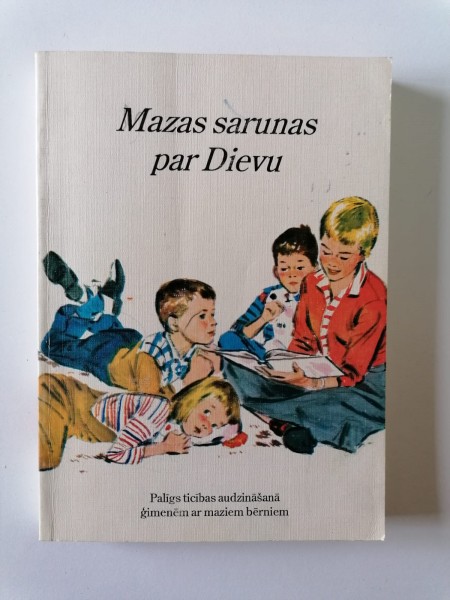 Mazas sarunas
par Dievu
Palīgs ticības audzināšanā
ģimenēm ar maziem bērniem